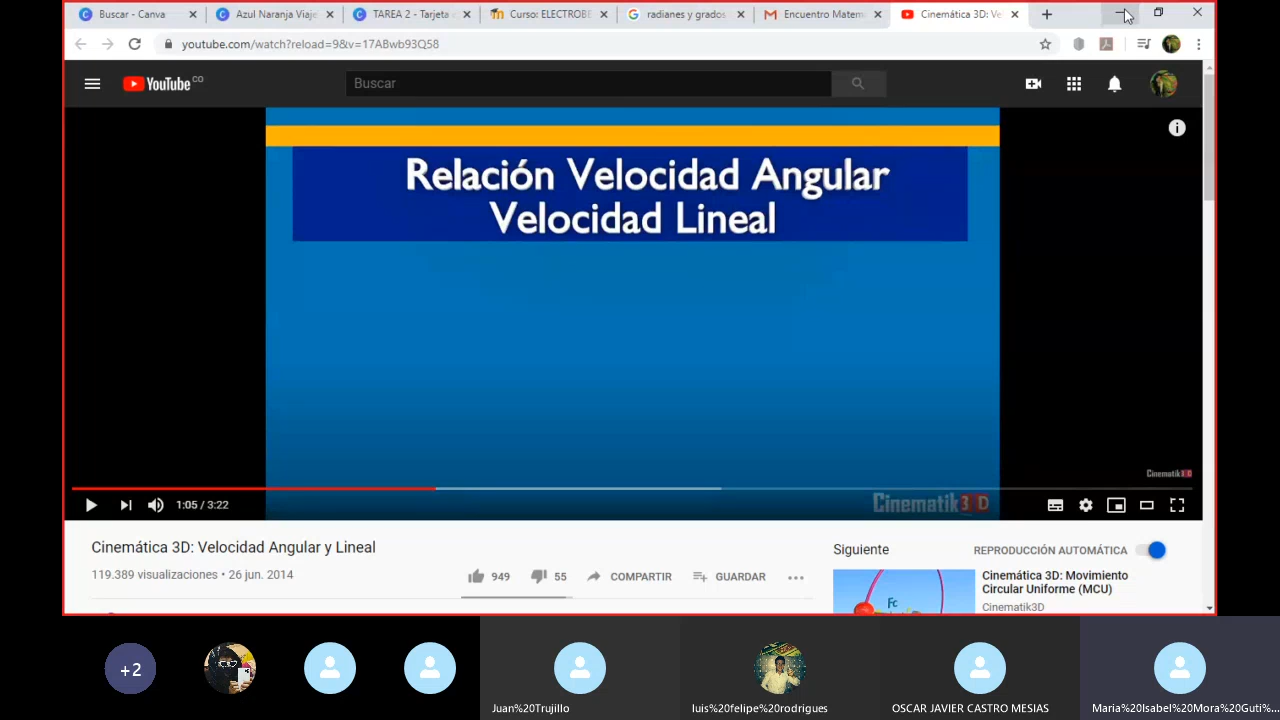 Buscar - Canva
Azul Naranja Viaje
TAREA 2 - Tarjeta d
Curso: ELECTROBE
radianes y grados
Encuentro Matem
Cinemática 3D: Ve
youtube.com/watch?reload=9&v=17ABwb93Q58
YouTube CO
Buscar
Relación Velocidad Angular
Velocidad Lineal
Cinematik3D
1:05 / 3:22
Cinematik3D
Cinemática 3D: Velocidad Angular y Lineal
119.389 visualizaciones • 26 jun. 2014
949
55
COMPARTIR
GUARDAR
Siguiente
REPRODUCCIÓN AUTOMÁTICA
Fc
Cinemática 3D: Movimiento
Circular Uniforme (MCU)
Cinematik3D
+2
Juan%20Trujillo
luis%20felipe%20rodrigues
OSCAR JAVIER CASTRO MESIAS
Maria%20Isabel%20Mora%20Guti%...